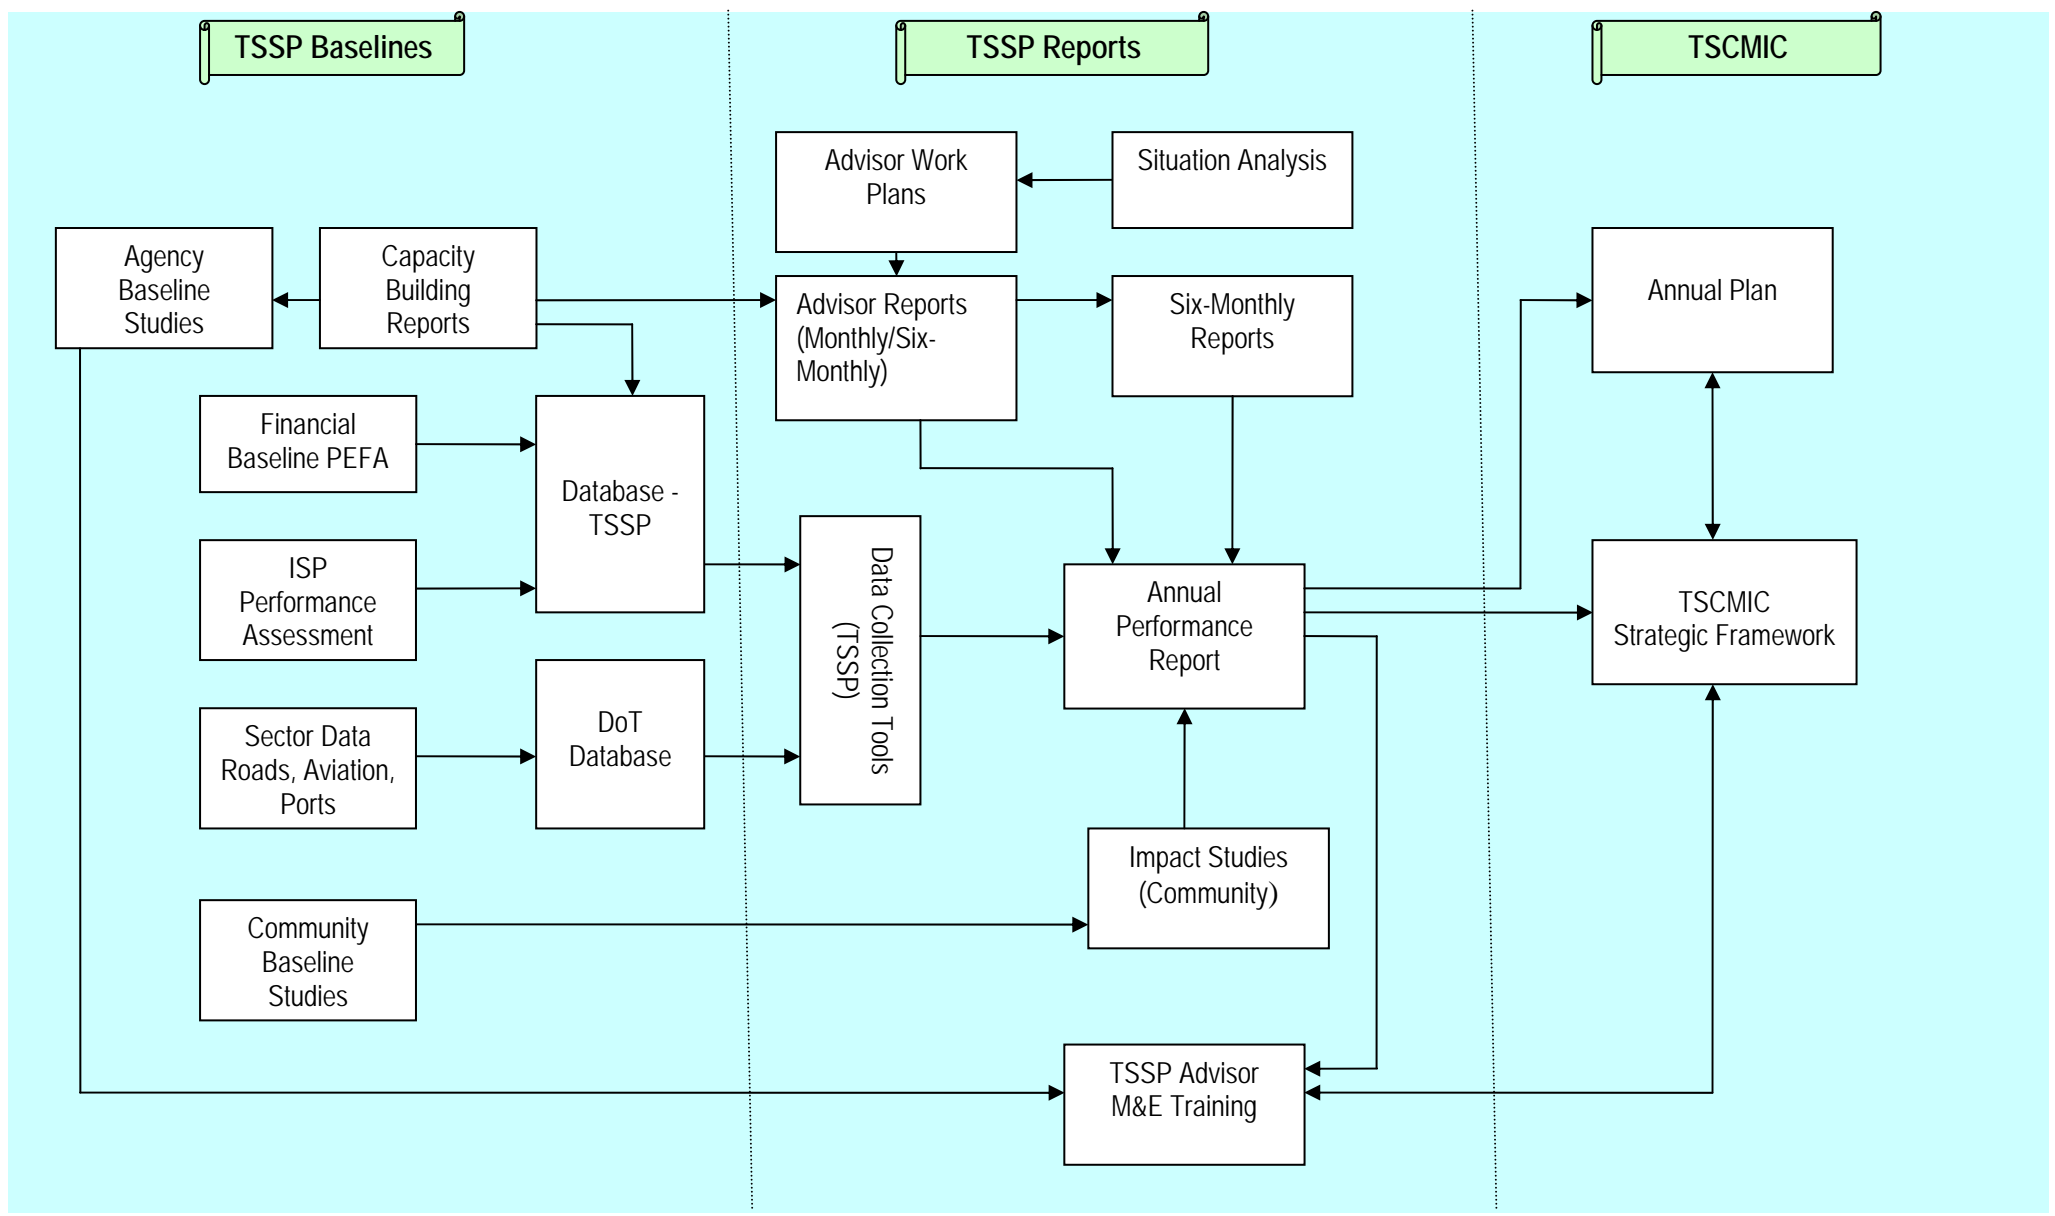 TSSP Baselines
TSSP Reports
TSCMIC
Advisor Work
Plans
Situation Analysis
Agency
Baseline
Studies
Capacity
Building
Reports
Advisor Reports
(Monthly/Six-
Monthly)
Six-Monthly
Reports
Annual Plan
Financial
Baseline PEFA
Database -
TSSP
ISP
Performance
Assessment
Data Collection Tools
(TSSP)
Annual
Performance
Report
TSCMIC
Strategic Framework
Sector Data
Roads, Aviation,
Ports
DoT
Database
Impact Studies
(Community)
Community
Baseline
Studies
TSSP Advisor
M&E Training